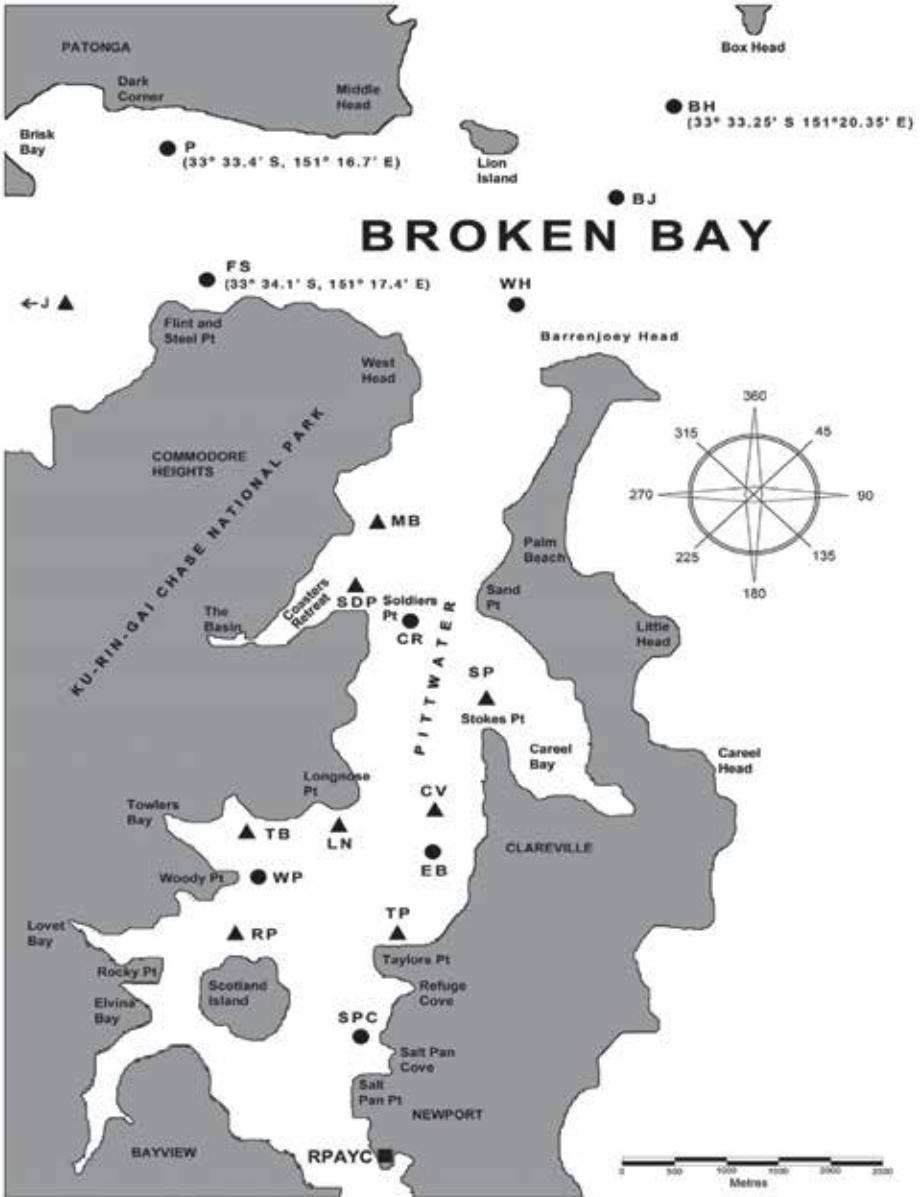 PATONGA
Dark
Corner
Middle
Head
Box Head
BH
(33° 33.25' S 151°20.35' E)
Brisk
Bay
P
(33° 33.4' S, 151° 16.7' E)
Lion
Island
BJ
BROKEN BAY
FS
(33° 34.1' S, 151° 17.4' E)
WH
←J
Flint and
Steel Pt
Barrenjoey Head
West
Head
KU-RIN-GAI CHASE NATIONAL PARK
COMMODORE
HEIGHTS
360
315
45
270
90
225
135
180
MB
Palm
Beach
Coasters
Retreat
SDP
Soldiers
Pt
CR
Sand
Pt
The
Basin
Little
Head
PITTWATER
SP
Stokes Pt
Careel
Bay
Careel
Head
Longnose
Pt
Towlers
Bay
CV
TB
LN
CLAREVILLE
EB
Woody Pt
WP
TP
Lovet
Bay
RP
Taylors Pt
Rocky Pt
Scotland
Island
Refuge
Cove
Elvina
Bay
SPC
Salt Pan
Cove
Salt
Pan Pt
NEWPORT
BAYVIEW
RPAYC
0 500 1000 1500 2000 2500
Metres